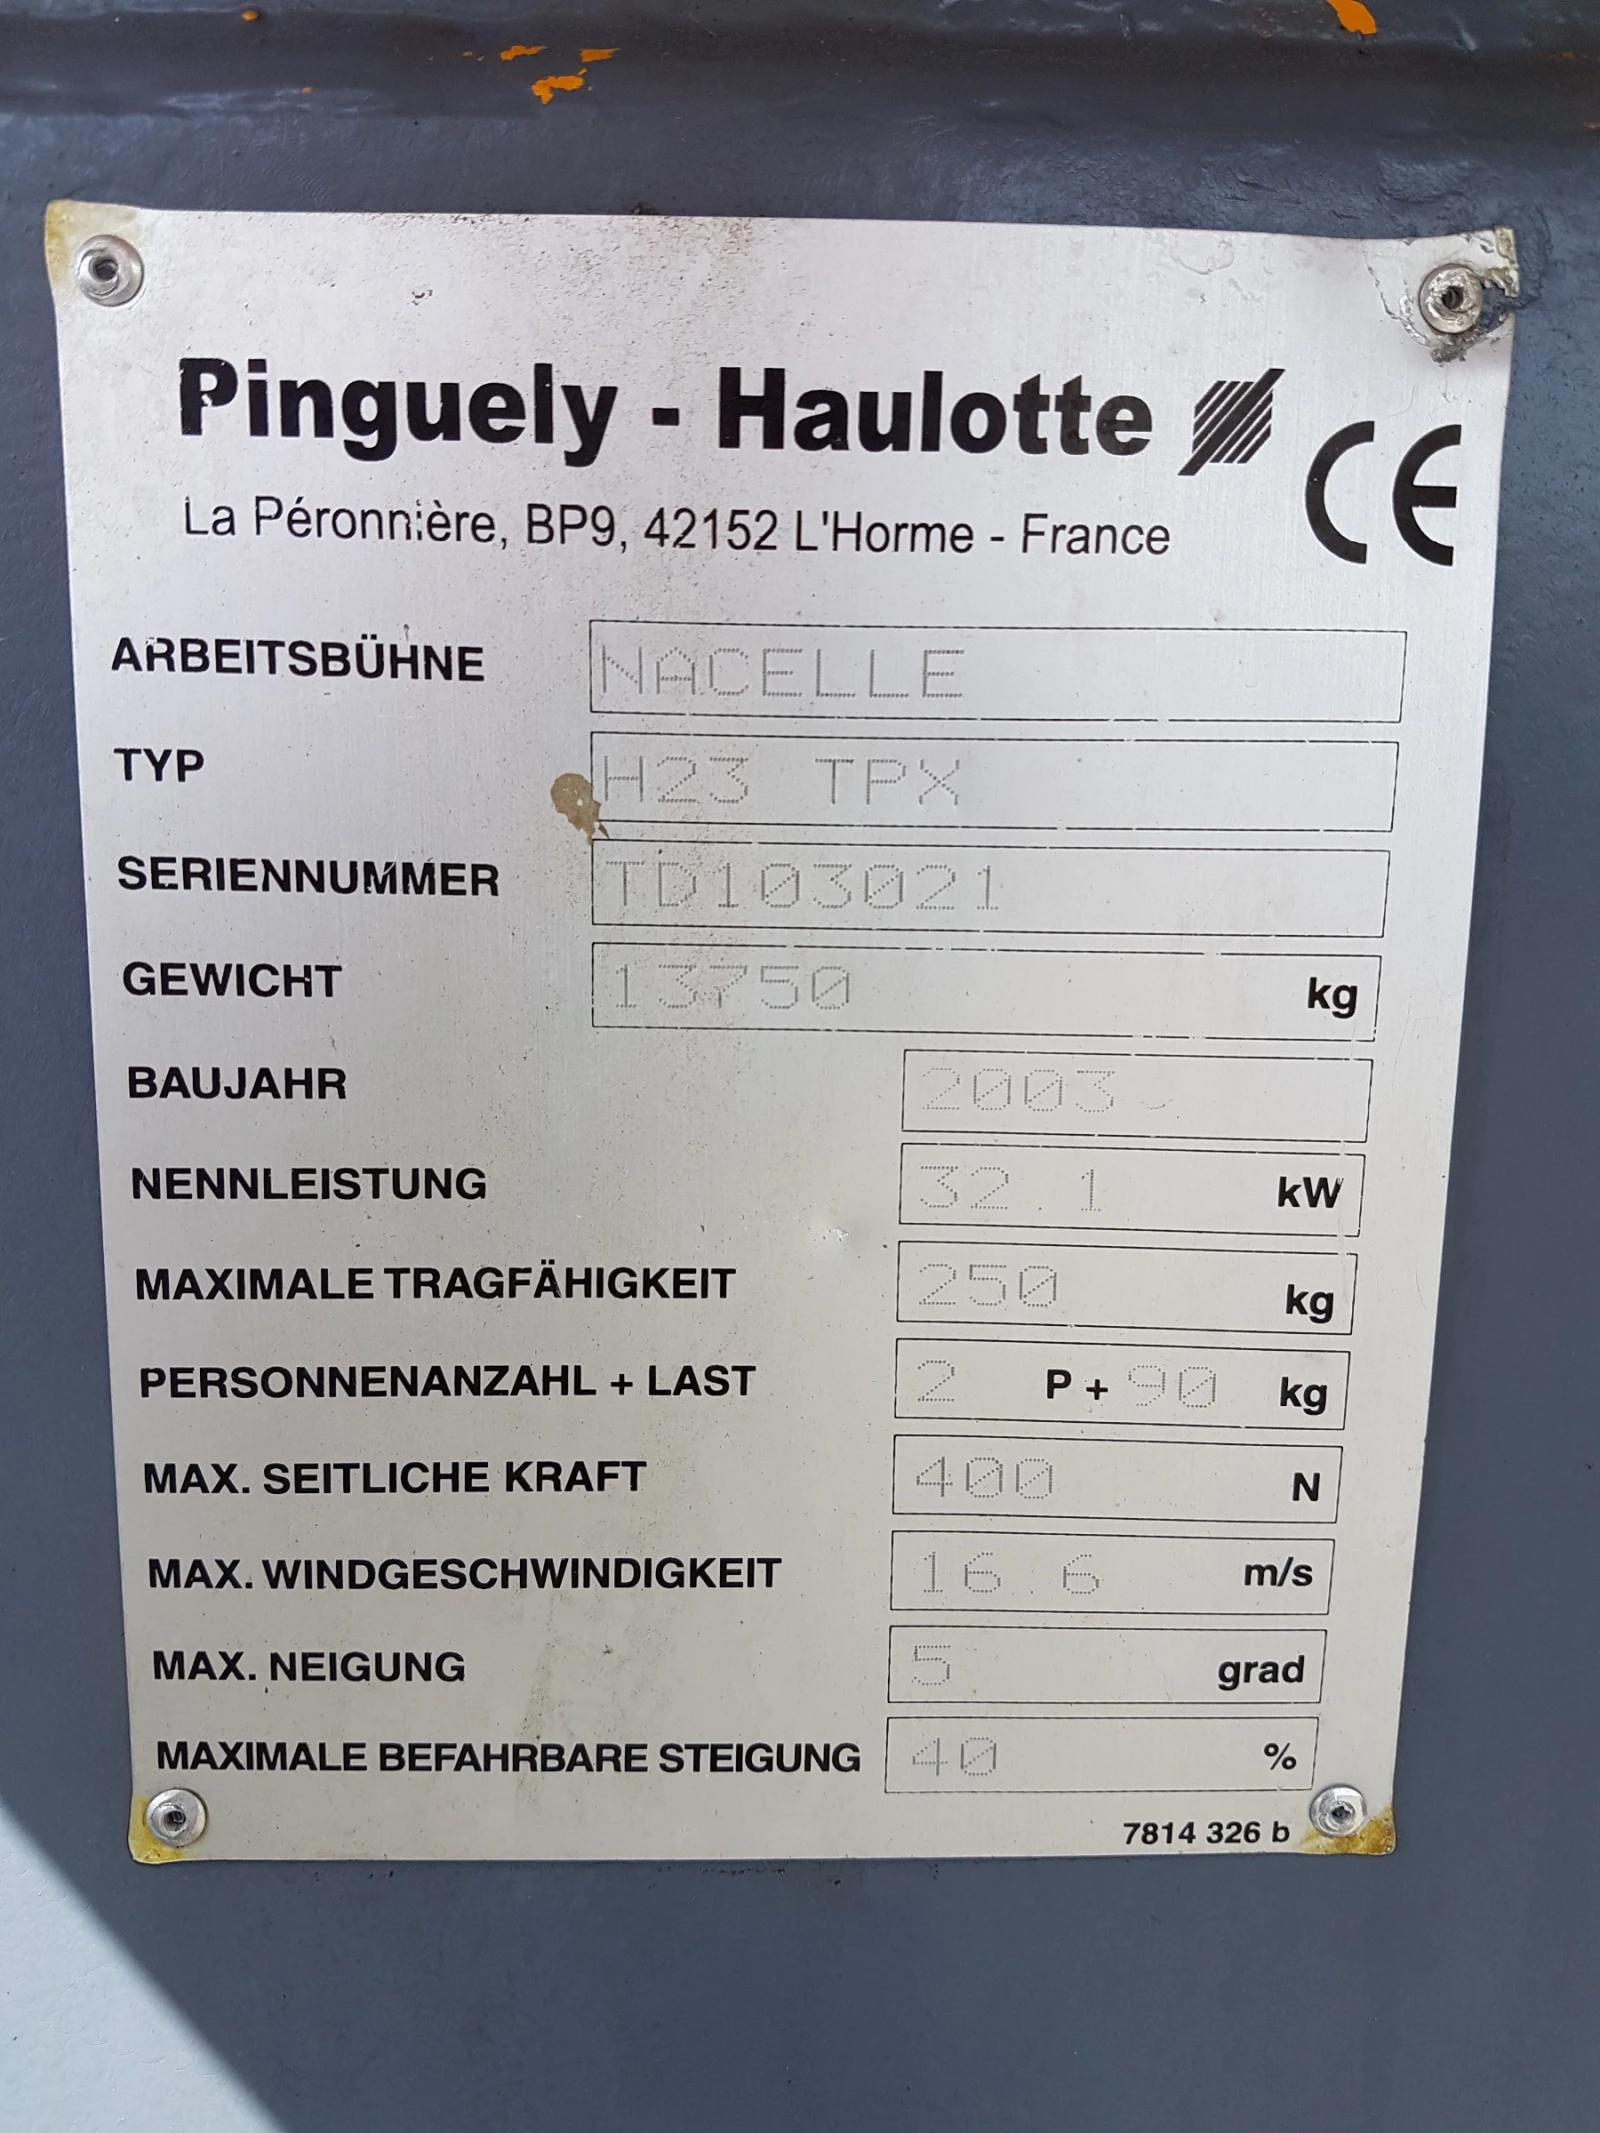 Pinguely - Haulotte CE
La Péronnière, BP9, 42152 L'Horme - France
ARBEITSBÜHNE NACELLE
TYP H23 TPX
SERIENNUMMER TD103021
GEWICHT 13750 kg
BAUJAHR 2003
NENNLEISTUNG 32.1 kW
MAXIMALE TRAGFÄHIGKEIT 250 kg
PERSONNENANZAHL + LAST 2 P + 90 kg
MAX. SEITLICHE KRAFT 400 N
MAX. WINDGESCHWINDIGKEIT 16.6 m/s
MAX. NEIGUNG 5 grad
MAXIMALE BEFAHRBARE STEIGUNG 40 %
7814 326 b